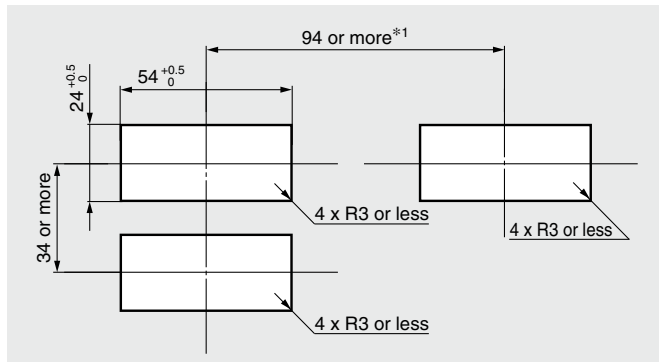 94 or more*1
54 +0.5 0
24 +0.5 0
34 or more
4 x R3 or less
4 x R3 or less
4 x R3 or less